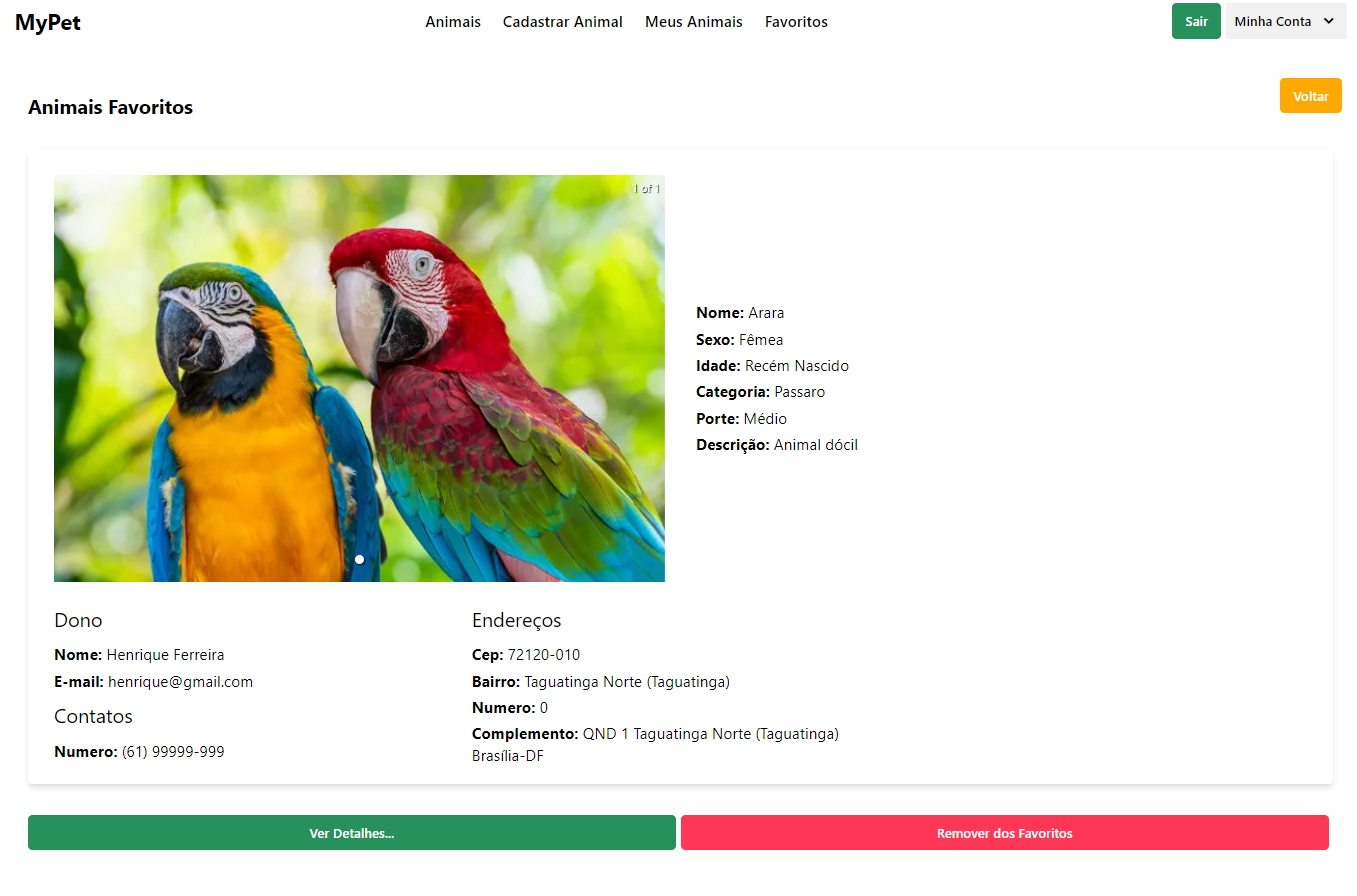 MyPet
Animais
Cadastrar Animal
Meus Animais
Favoritos
Sair
Minha Conta
Animais Favoritos
Voltar
1 of 1
Nome: Arara
Sexo: Fêmea
Idade: Recém Nascido
Categoria: Passaro
Porte: Médio
Descrição: Animal dócil
Dono
Nome: Henrique Ferreira
E-mail: henrique@gmail.com
Contatos
Numero: (61) 99999-999
Endereços
Cep: 72120-010
Bairro: Taguatinga Norte (Taguatinga)
Numero: 0
Complemento: QND 1 Taguatinga Norte (Taguatinga)
Brasília-DF
Ver Detalhes...
Remover dos Favoritos